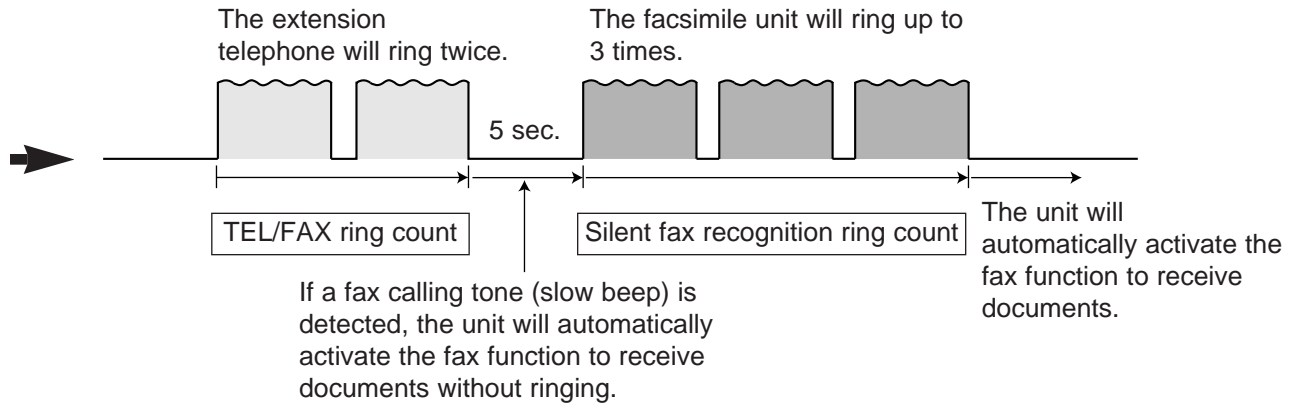 The extension
telephone will ring twice.
The facsimile unit will ring up to
3 times.
5 sec.
TEL/FAX ring count
Silent fax recognition ring count
The unit will
automatically activate the
fax function to receive
documents.
If a fax calling tone (slow beep) is
detected, the unit will automatically
activate the fax function to receive
documents without ringing.